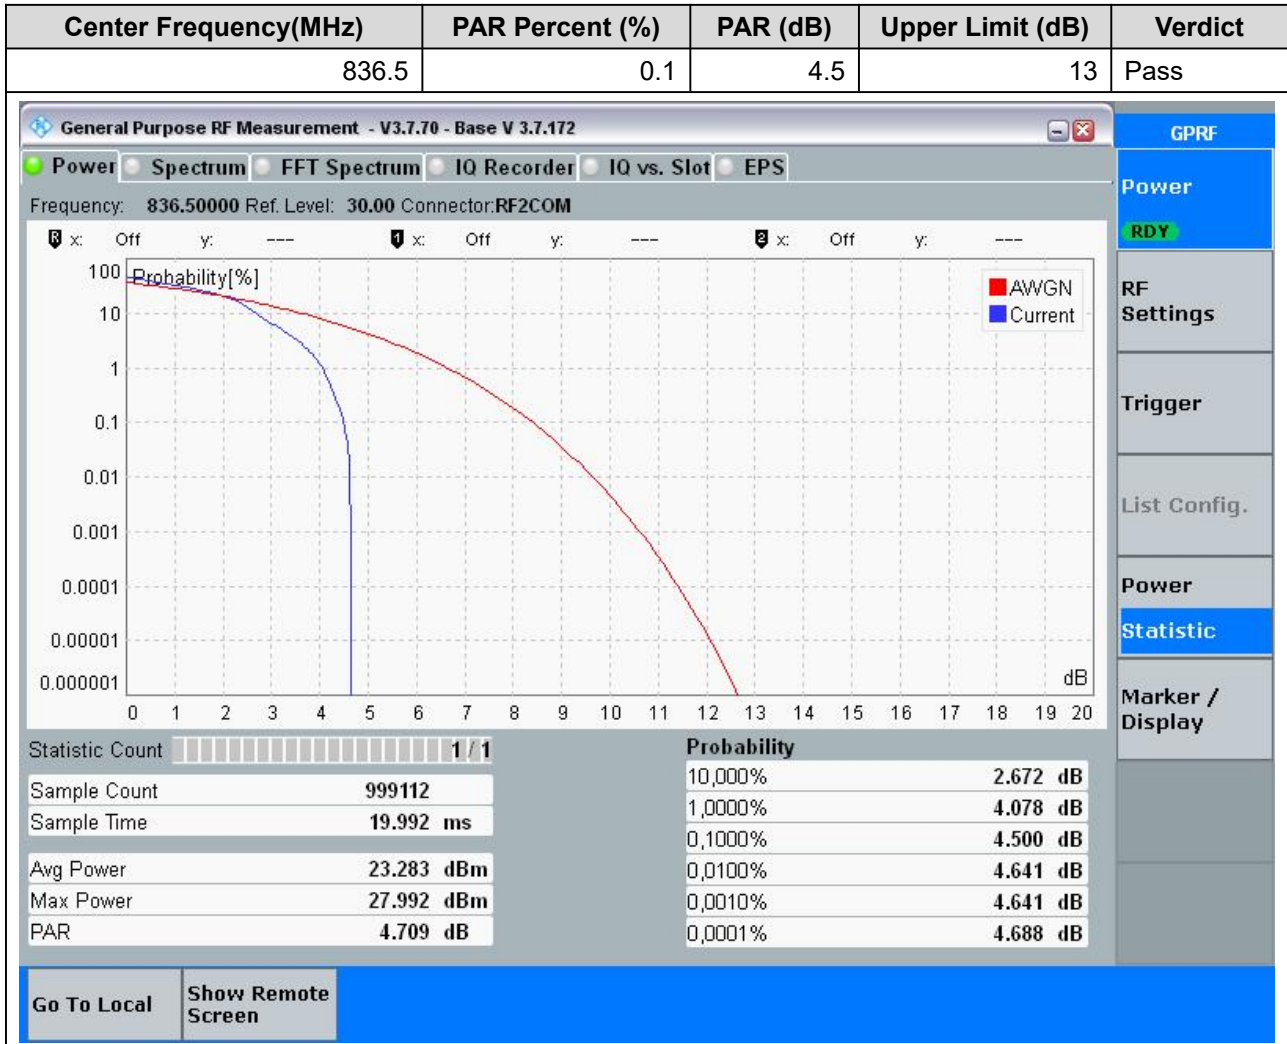 Center Frequency(MHz) PAR Percent (%) PAR (dB) Upper Limit (dB) Verdict
836.5 0.1 4.5 13 Pass
General Purpose RF Measurement - V3.7.70 - Base V 3.7.172
GPRF
Power Spectrum FFT Spectrum IQ Recorder IQ vs. Slot EPS
Power
RDY
Frequency: 836.50000 Ref. Level: 30.00 Connector:RF2COM
R x: Off y: --- 1 x: Off y: --- 2 x: Off y: ---
Probability[%]
AWGN
Current
100
10
1
0.1
0.01
0.001
0.0001
0.00001
0.000001
dB
0 1 2 3 4 5 6 7 8 9 10 11 12 13 14 15 16 17 18 19 20
RF
Settings
Trigger
List Config.
Power
Statistic
Marker /
Display
Statistic Count 1 / 1
Sample Count 999112
Sample Time 19.992 ms
Avg Power 23.283 dBm
Max Power 27.992 dBm
PAR 4.709 dB
Probability
10,000% 2.672 dB
1,0000% 4.078 dB
0,1000% 4.500 dB
0,0100% 4.641 dB
0,0010% 4.641 dB
0,0001% 4.688 dB
Go To Local
Show Remote
Screen